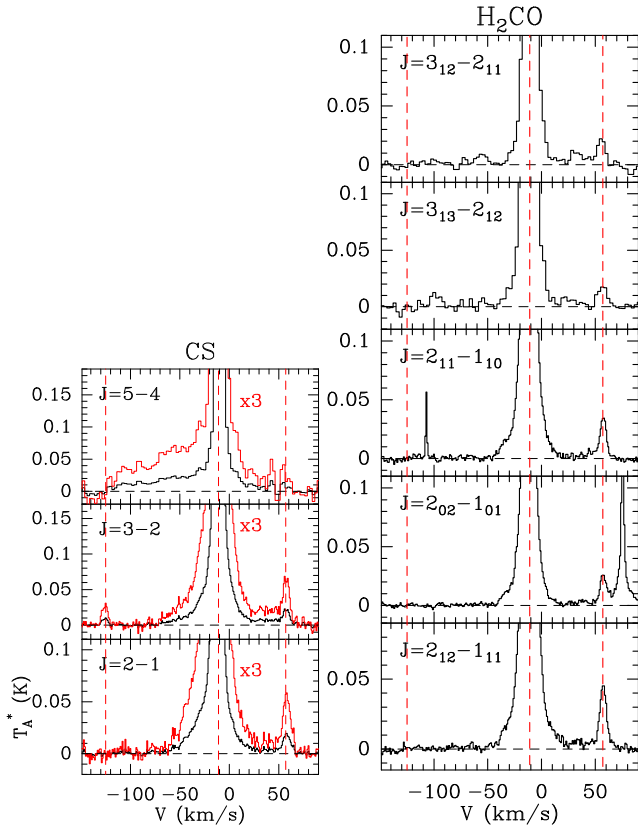 H₂CO
0.1
0.05
0
J=3₁₂−2₁₁
0.1
0.05
0
J=3₁₃−2₁₂
CS
0.15
0.1
0.05
0
J=5−4
x3
0.1
0.05
0
J=2₁₁−1₁₀
0.15
0.1
0.05
0
J=3−2
x3
0.1
0.05
0
J=2₀₂−1₀₁
0.1
0.05
0
J=2−1
x3
0.05
0
J=2₁₂−1₁₁
T_A* (K)
−100 −50 0 50
V (km/s)
−100 −50 0 50
V (km/s)